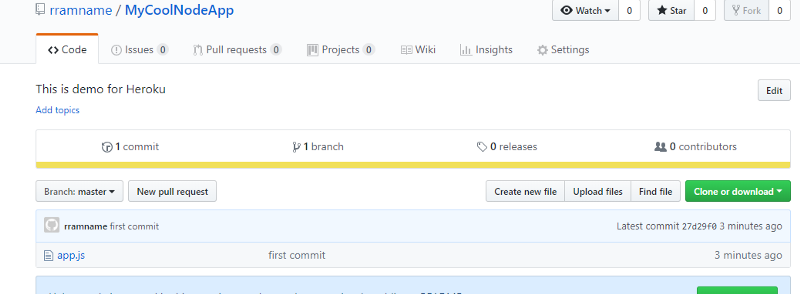 rramname / MyCoolNodeApp Watch 0 Star 0 Fork 0
Code Issues 0 Pull requests 0 Projects 0 Wiki Insights Settings
This is demo for Heroku Edit
Add topics
1 commit 1 branch 0 releases 0 contributors
Branch: master New pull request Create new file Upload files Find file Clone or download
rramname first commit Latest commit 27d29f0 3 minutes ago
app.js first commit 3 minutes ago